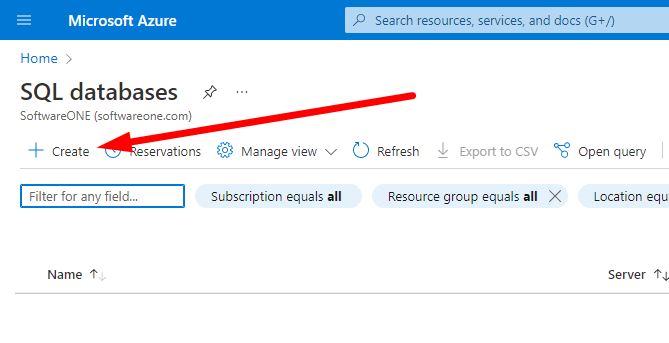 Microsoft Azure
Search resources, services, and docs (G+/)
Home
SQL databases
SoftwareONE (softwareone.com)
Create
Reservations
Manage view
Refresh
Export to CSV
Open query
Filter for any field...
Subscription equals all
Resource group equals all
Location equ
Name
Server